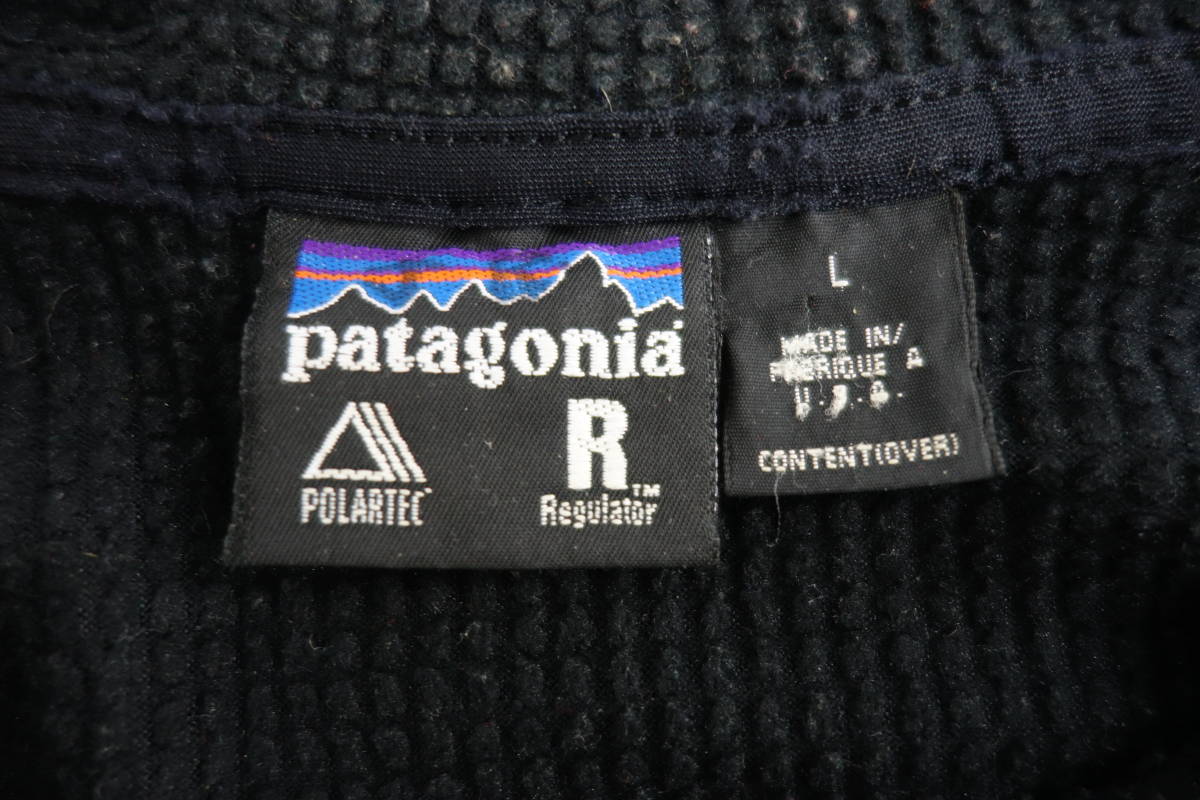 patagonia
POLARTEC
R
Regulator™
L
MADE IN/
FABRIQUE A
U.S.A.
CONTENT(OVER)